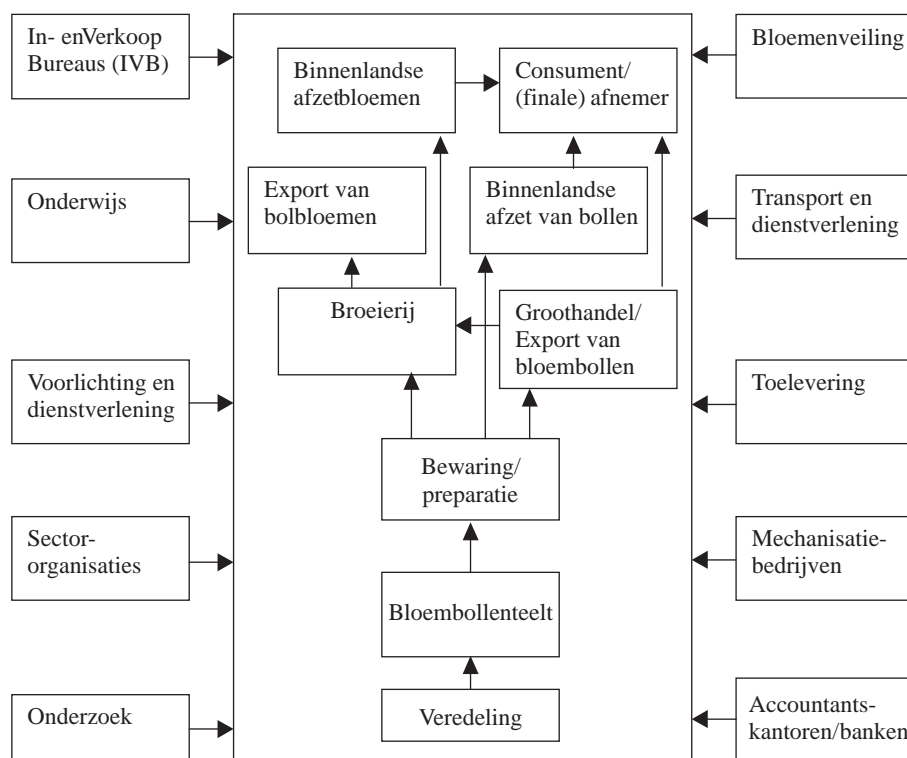 In- enVerkoop
Bureaus (IVB)
Binnenlandse
afzetbloemen
Consument/
(finale) afnemer
Bloemenveiling
Onderwijs
Export van
bolbloemen
Binnenlandse
afzet van bollen
Transport en
dienstverlening
Broeierij
Groothandel/
Export van
bloembollen
Voorlichting en
dienstverlening
Toelevering
Bewaring/
preparatie
Sector-
organisaties
Mechanisatie-
bedrijven
Bloembollenteelt
Onderzoek
Veredeling
Accountants-
kantoren/banken